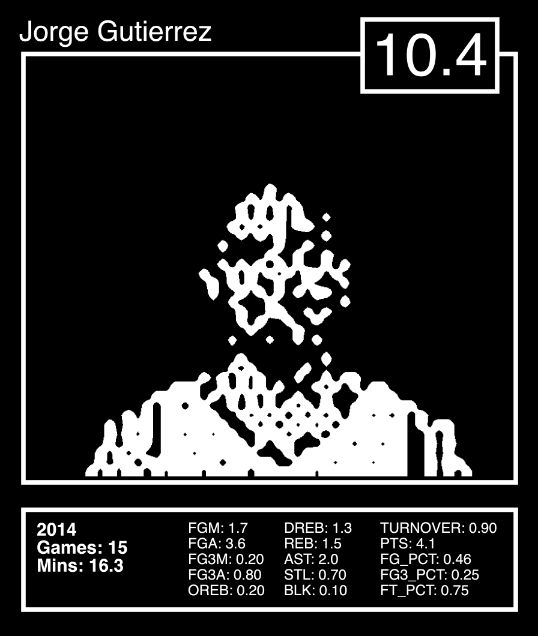 Jorge Gutierrez
10.4
2014
Games: 15
Mins: 16.3
FGM: 1.7
FGA: 3.6
FG3M: 0.20
FG3A: 0.80
OREB: 0.20
DREB: 1.3
REB: 1.5
AST: 2.0
STL: 0.70
BLK: 0.10
TURNOVER: 0.90
PTS: 4.1
FG_PCT: 0.46
FG3_PCT: 0.25
FT_PCT: 0.75